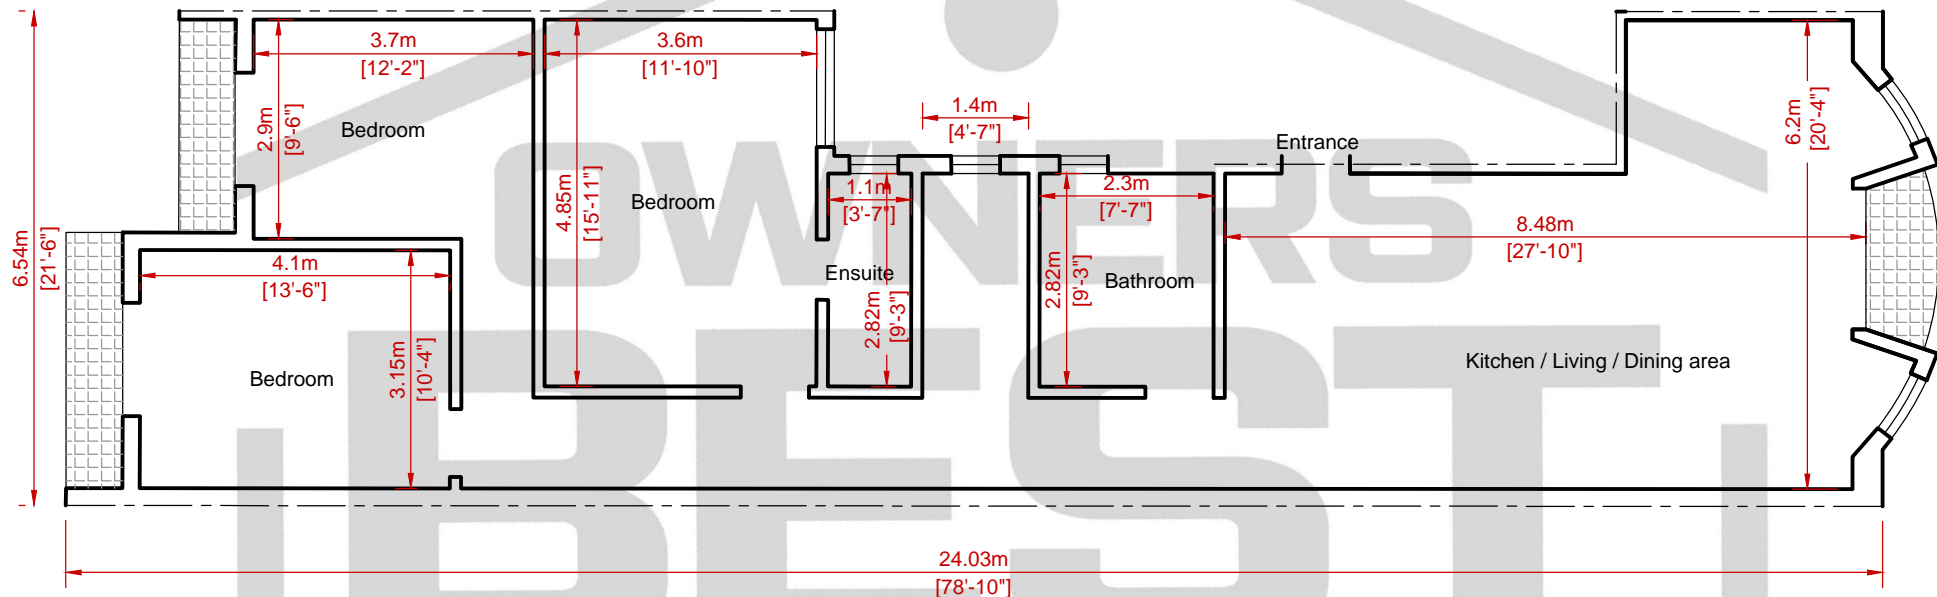 3.7m
[12'-2"]
3.6m
[11'-10"]
1.4m
[4'-7"]
2.9m
[9'-6"]
Bedroom
4.85m
[15'-11"]
Bedroom
Entrance
6.2m
[20'-4"]
OWNERS
1.1m
[3'-7"]
2.3m
[7'-7"]
8.48m
[27'-10"]
6.54m
[21'-6"]
4.1m
[13'-6"]
Ensuite
2.82m
[9'-3"]
2.82m
[9'-3"]
Bathroom
3.15m
[10'-4"]
Bedroom
Kitchen / Living / Dining area
BEST
24.03m
[78'-10"]